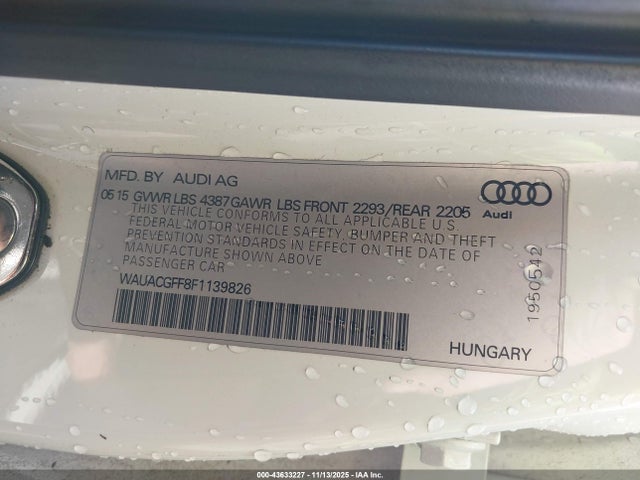 MFD. BY AUDI AG
05 15 GVWR LBS 4387 GAWR LBS FRONT 2293/REAR 2205
THIS VEHICLE CONFORMS TO ALL APPLICABLE U.S.
FEDERAL MOTOR VEHICLE SAFETY, BUMPER AND THEFT
PREVENTION STANDARDS IN EFFECT ON THE DATE OF
MANUFACTURE SHOWN ABOVE
PASSENGER CAR
WAUACGFF8F1139826
Audi
1950542
HUNGARY
000-43633227 - 11/13/2025 - IAA Inc.